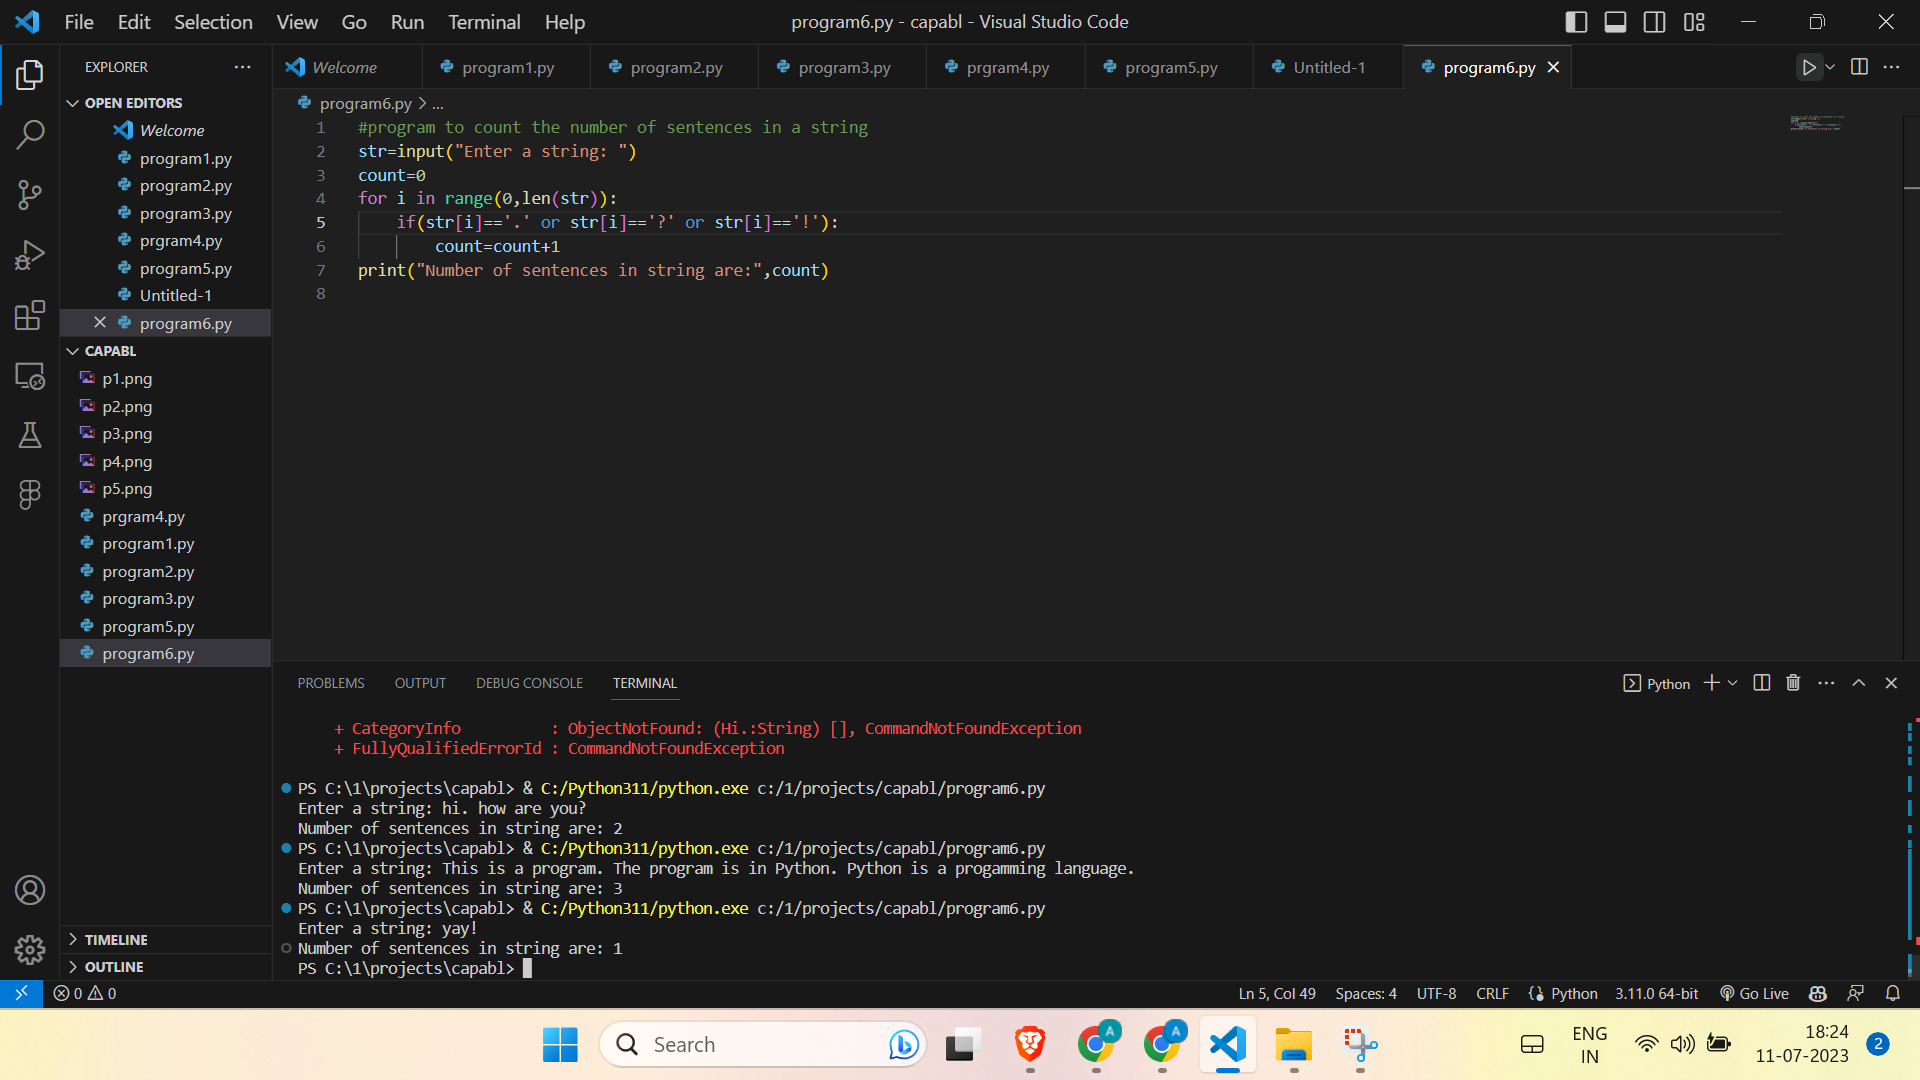 File Edit Selection View Go Run Terminal Help
program6.py - capabl - Visual Studio Code
EXPLORER
OPEN EDITORS
Welcome
program1.py
program2.py
program3.py
prgram4.py
program5.py
Untitled-1
program6.py
CAPABL
p1.png
p2.png
p3.png
p4.png
p5.png
prgram4.py
program1.py
program2.py
program3.py
program5.py
program6.py
TIMELINE
OUTLINE
Welcome program1.py program2.py program3.py prgram4.py program5.py Untitled-1 program6.py
program6.py > ...
1 #program to count the number of sentences in a string
2 str=input("Enter a string: ")
3 count=0
4 for i in range(0,len(str)):
5 if(str[i]=='.' or str[i]=='?' or str[i]=='!'):
6 count=count+1
7 print("Number of sentences in string are:",count)
8
PROBLEMS OUTPUT DEBUG CONSOLE TERMINAL
Python
+ CategoryInfo : ObjectNotFound: (Hi.:String) [], CommandNotFoundException
+ FullyQualifiedErrorId : CommandNotFoundException
PS C:\1\projects\capabl> & C:/Python311/python.exe c:/1/projects/capabl/program6.py
Enter a string: hi. how are you?
Number of sentences in string are: 2
PS C:\1\projects\capabl> & C:/Python311/python.exe c:/1/projects/capabl/program6.py
Enter a string: This is a program. The program is in Python. Python is a progamming language.
Number of sentences in string are: 3
PS C:\1\projects\capabl> & C:/Python311/python.exe c:/1/projects/capabl/program6.py
Enter a string: yay!
Number of sentences in string are: 1
PS C:\1\projects\capabl>
0 0
Ln 5, Col 49 Spaces: 4 UTF-8 CRLF Python 3.11.0 64-bit Go Live
Search
A
A
ENG
IN
18:24
11-07-2023
2